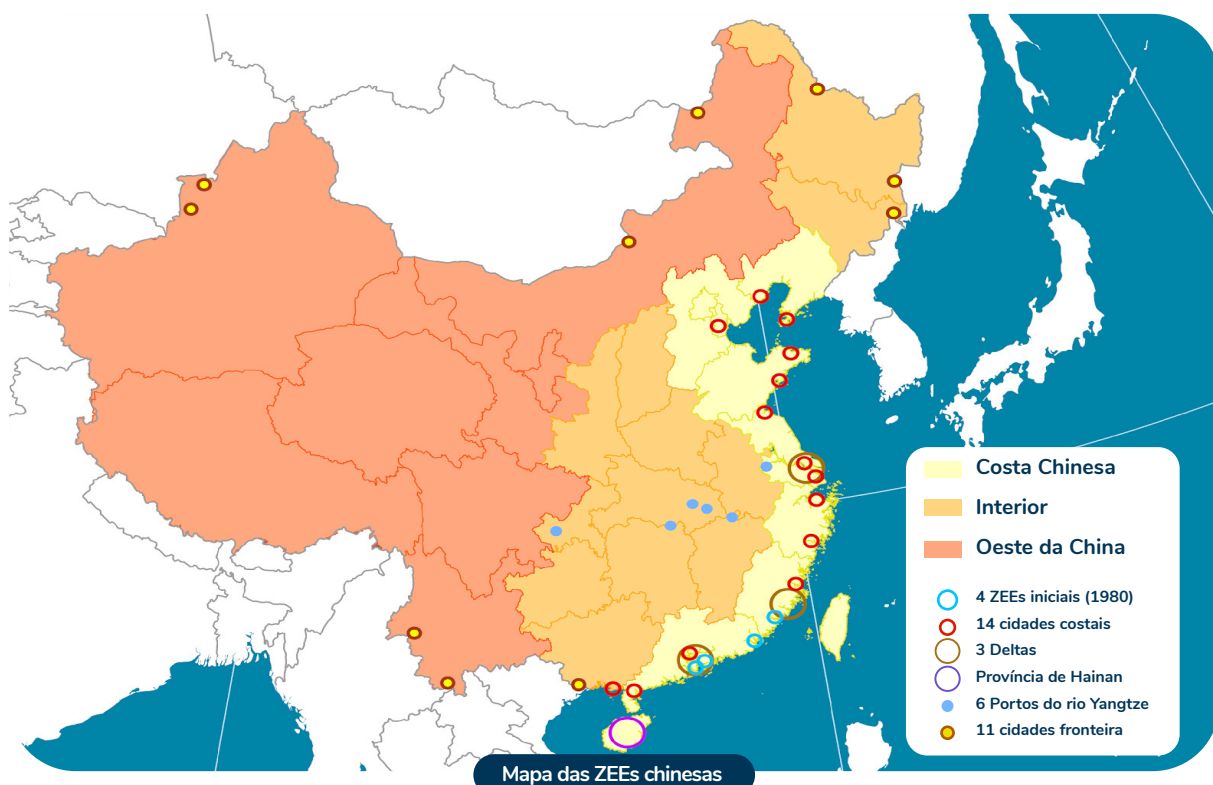 Costa Chinesa
Interior
Oeste da China
4 ZEEs iniciais (1980)
14 cidades costais
3 Deltas
Província de Hainan
6 Portos do rio Yangtze
11 cidades fronteira
Mapa das ZEEs chinesas